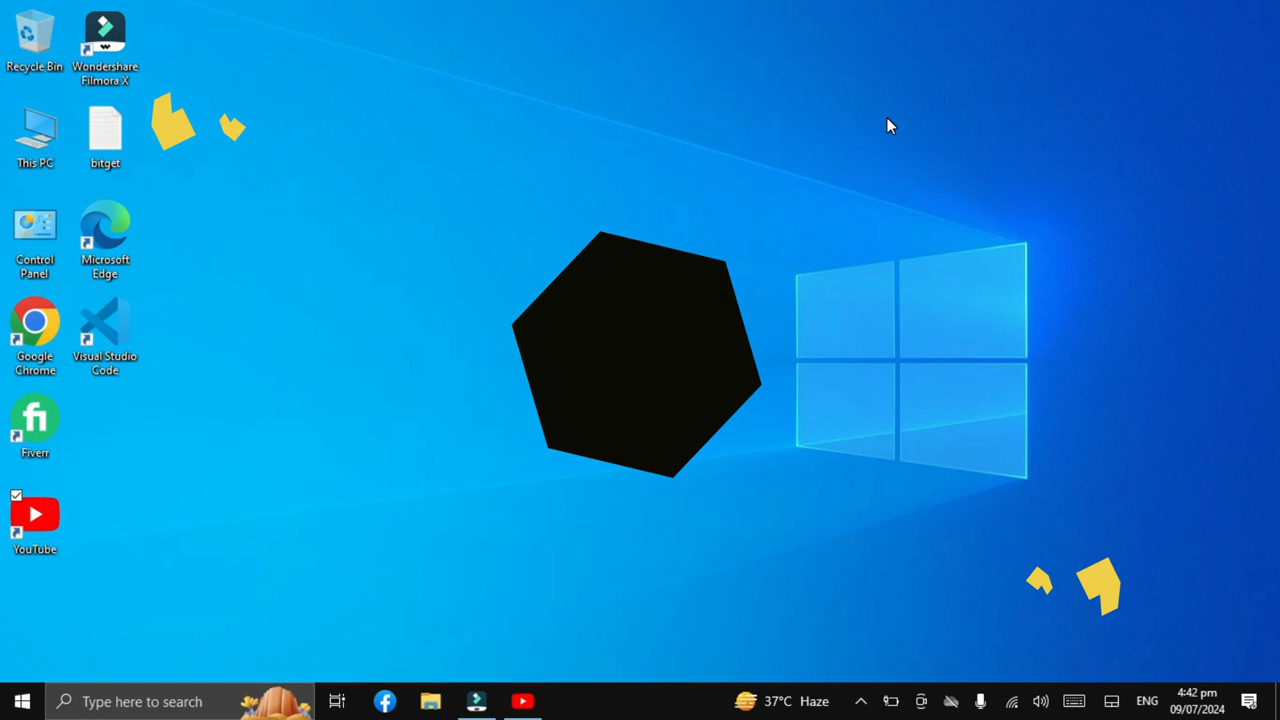 Recycle Bin
Wondershare
Filmora X
This PC
bitget
Control
Panel
Microsoft
Edge
Google
Chrome
Visual Studio
Code
fi
Fiverr
YouTube
Type here to search
37°C Haze
ENG
4:42 pm
09/07/2024